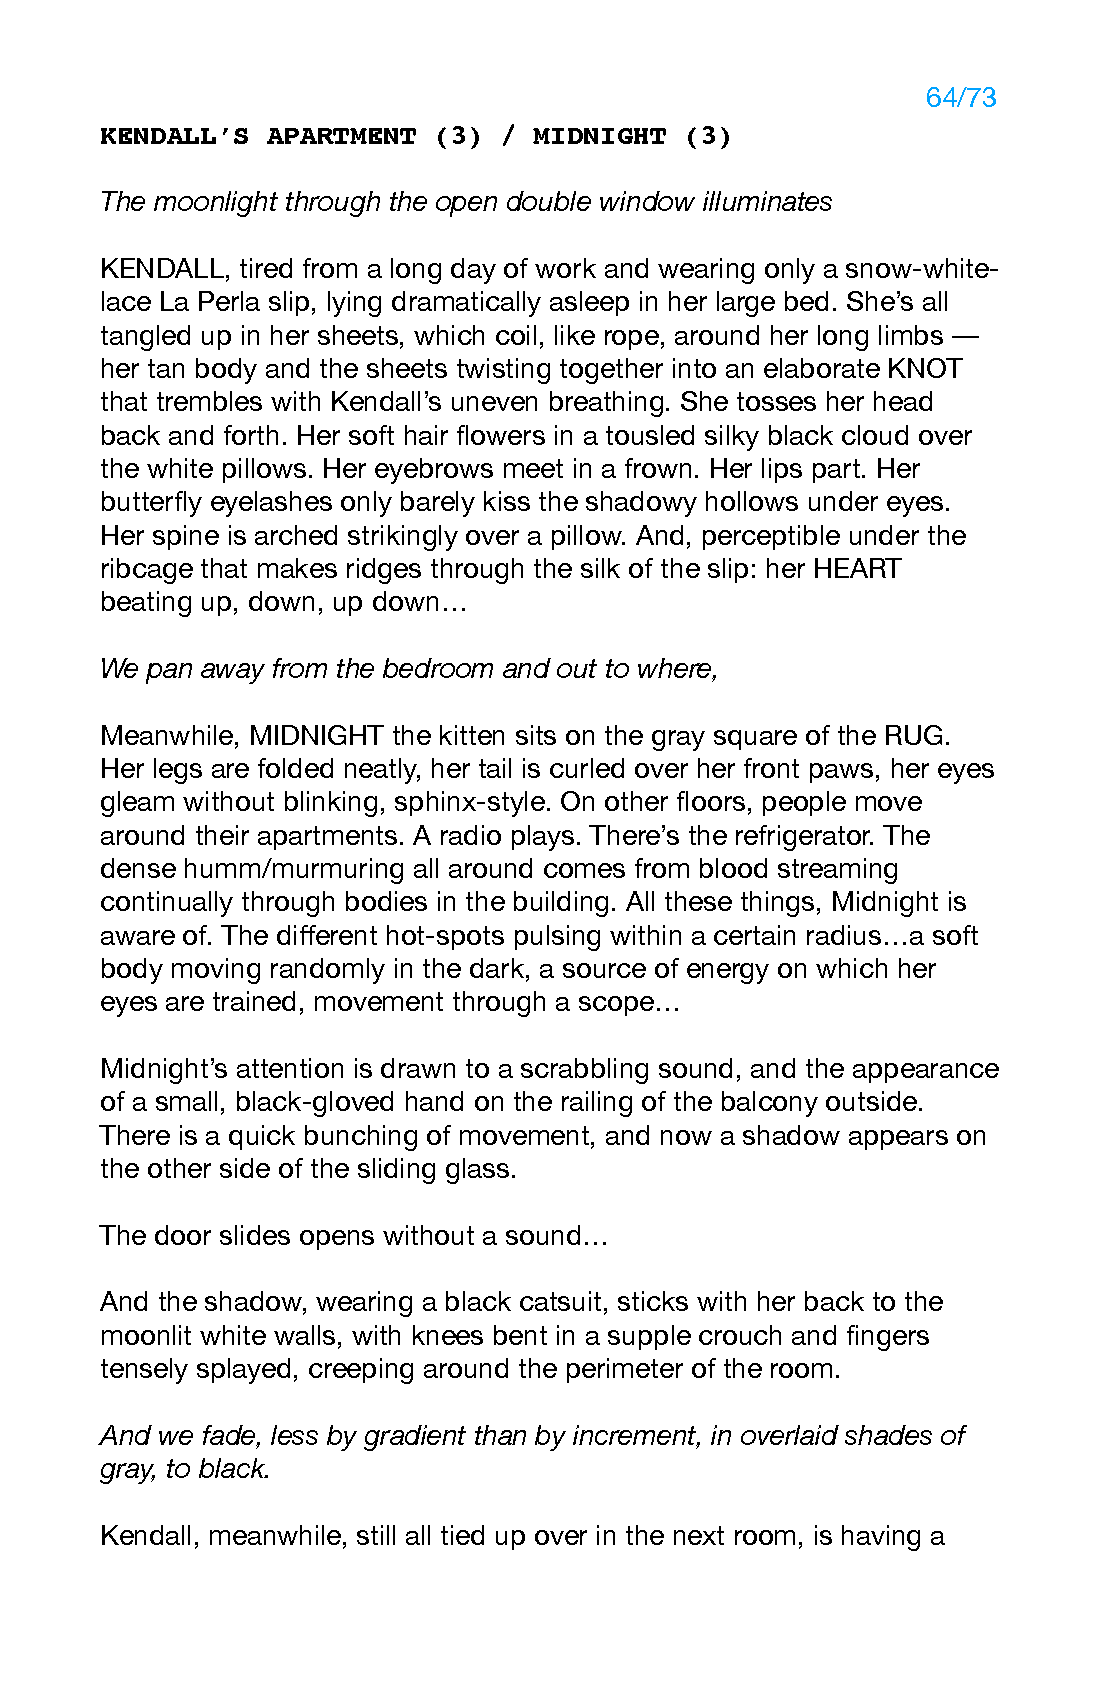 64/73
KENDALL’S APARTMENT (3) / MIDNIGHT (3)
The moonlight through the open double window illuminates
KENDALL, tired from a long day of work and wearing only a snow-white-
lace La Perla slip, lying dramatically asleep in her large bed. She’s all
tangled up in her sheets, which coil, like rope, around her long limbs —
her tan body and the sheets twisting together into an elaborate KNOT
that trembles with Kendall’s uneven breathing. She tosses her head
back and forth. Her soft hair flowers in a tousled silky black cloud over
the white pillows. Her eyebrows meet in a frown. Her lips part. Her
butterfly eyelashes only barely kiss the shadowy hollows under eyes.
Her spine is arched strikingly over a pillow. And, perceptible under the
ribcage that makes ridges through the silk of the slip: her HEART
beating up, down, up down…
We pan away from the bedroom and out to where,
Meanwhile, MIDNIGHT the kitten sits on the gray square of the RUG.
Her legs are folded neatly, her tail is curled over her front paws, her eyes
gleam without blinking, sphinx-style. On other floors, people move
around their apartments. A radio plays. There’s the refrigerator. The
dense humm/murmuring all around comes from blood streaming
continually through bodies in the building. All these things, Midnight is
aware of. The different hot-spots pulsing within a certain radius…a soft
body moving randomly in the dark, a source of energy on which her
eyes are trained, movement through a scope…
Midnight’s attention is drawn to a scrabbling sound, and the appearance
of a small, black-gloved hand on the railing of the balcony outside.
There is a quick bunching of movement, and now a shadow appears on
the other side of the sliding glass.
The door slides opens without a sound…
And the shadow, wearing a black catsuit, sticks with her back to the
moonlit white walls, with knees bent in a supple crouch and fingers
tensely splayed, creeping around the perimeter of the room.
And we fade, less by gradient than by increment, in overlaid shades of
gray, to black.
Kendall, meanwhile, still all tied up over in the next room, is having a